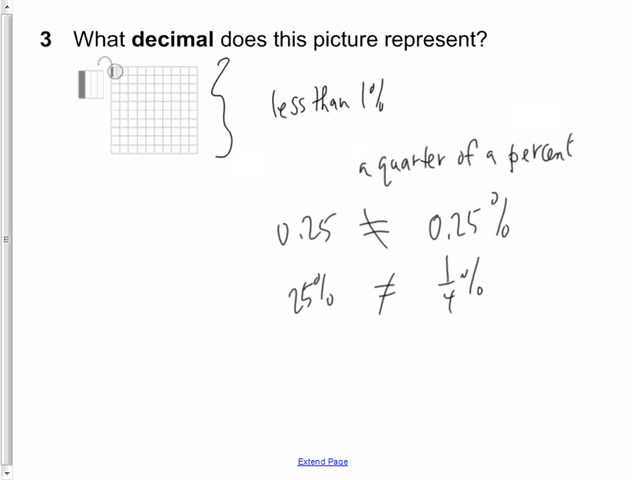 3 What decimal does this picture represent?
less than 1%
a quarter of a percent
0.25 ≠ 0.25%
25% ≠ 1/4%
Extend Page